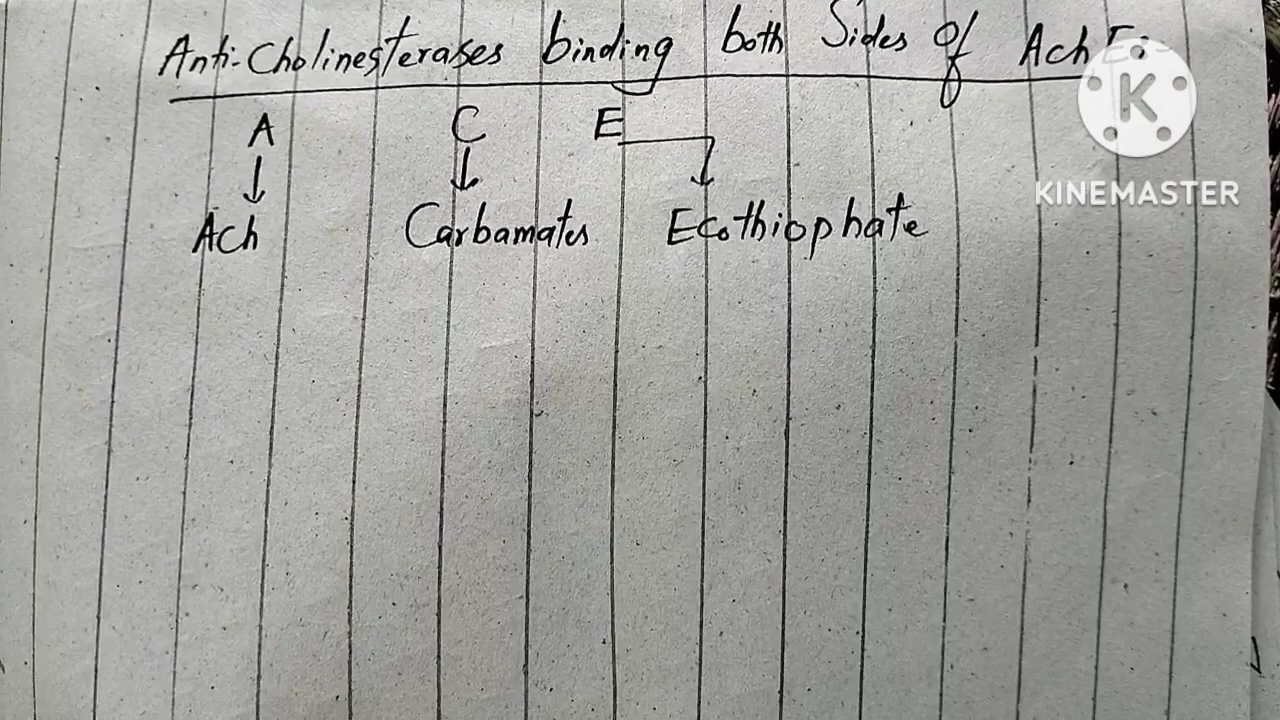 Anti-Cholinesterases binding both Sides Of AchE:
A C E
Ach Carbamates Ecothiophate
K
KINEMASTER